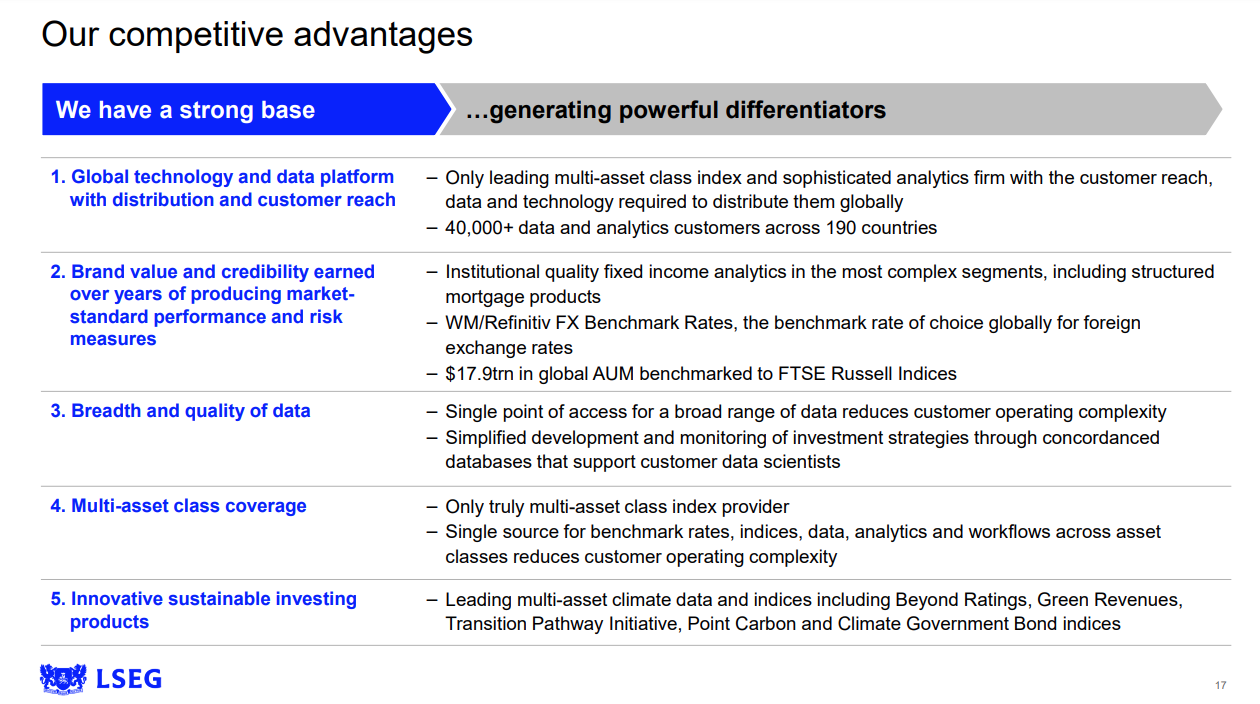 Our competitive advantages
We have a strong base
…generating powerful differentiators
1. Global technology and data platform
with distribution and customer reach
– Only leading multi-asset class index and sophisticated analytics firm with the customer reach,
data and technology required to distribute them globally
– 40,000+ data and analytics customers across 190 countries
2. Brand value and credibility earned
over years of producing market-
standard performance and risk
measures
– Institutional quality fixed income analytics in the most complex segments, including structured
mortgage products
– WM/Refinitiv FX Benchmark Rates, the benchmark rate of choice globally for foreign
exchange rates
– $17.9trn in global AUM benchmarked to FTSE Russell Indices
3. Breadth and quality of data
– Single point of access for a broad range of data reduces customer operating complexity
– Simplified development and monitoring of investment strategies through concordanced
databases that support customer data scientists
4. Multi-asset class coverage
– Only truly multi-asset class index provider
– Single source for benchmark rates, indices, data, analytics and workflows across asset
classes reduces customer operating complexity
5. Innovative sustainable investing
products
– Leading multi-asset climate data and indices including Beyond Ratings, Green Revenues,
Transition Pathway Initiative, Point Carbon and Climate Government Bond indices
LSEG
17